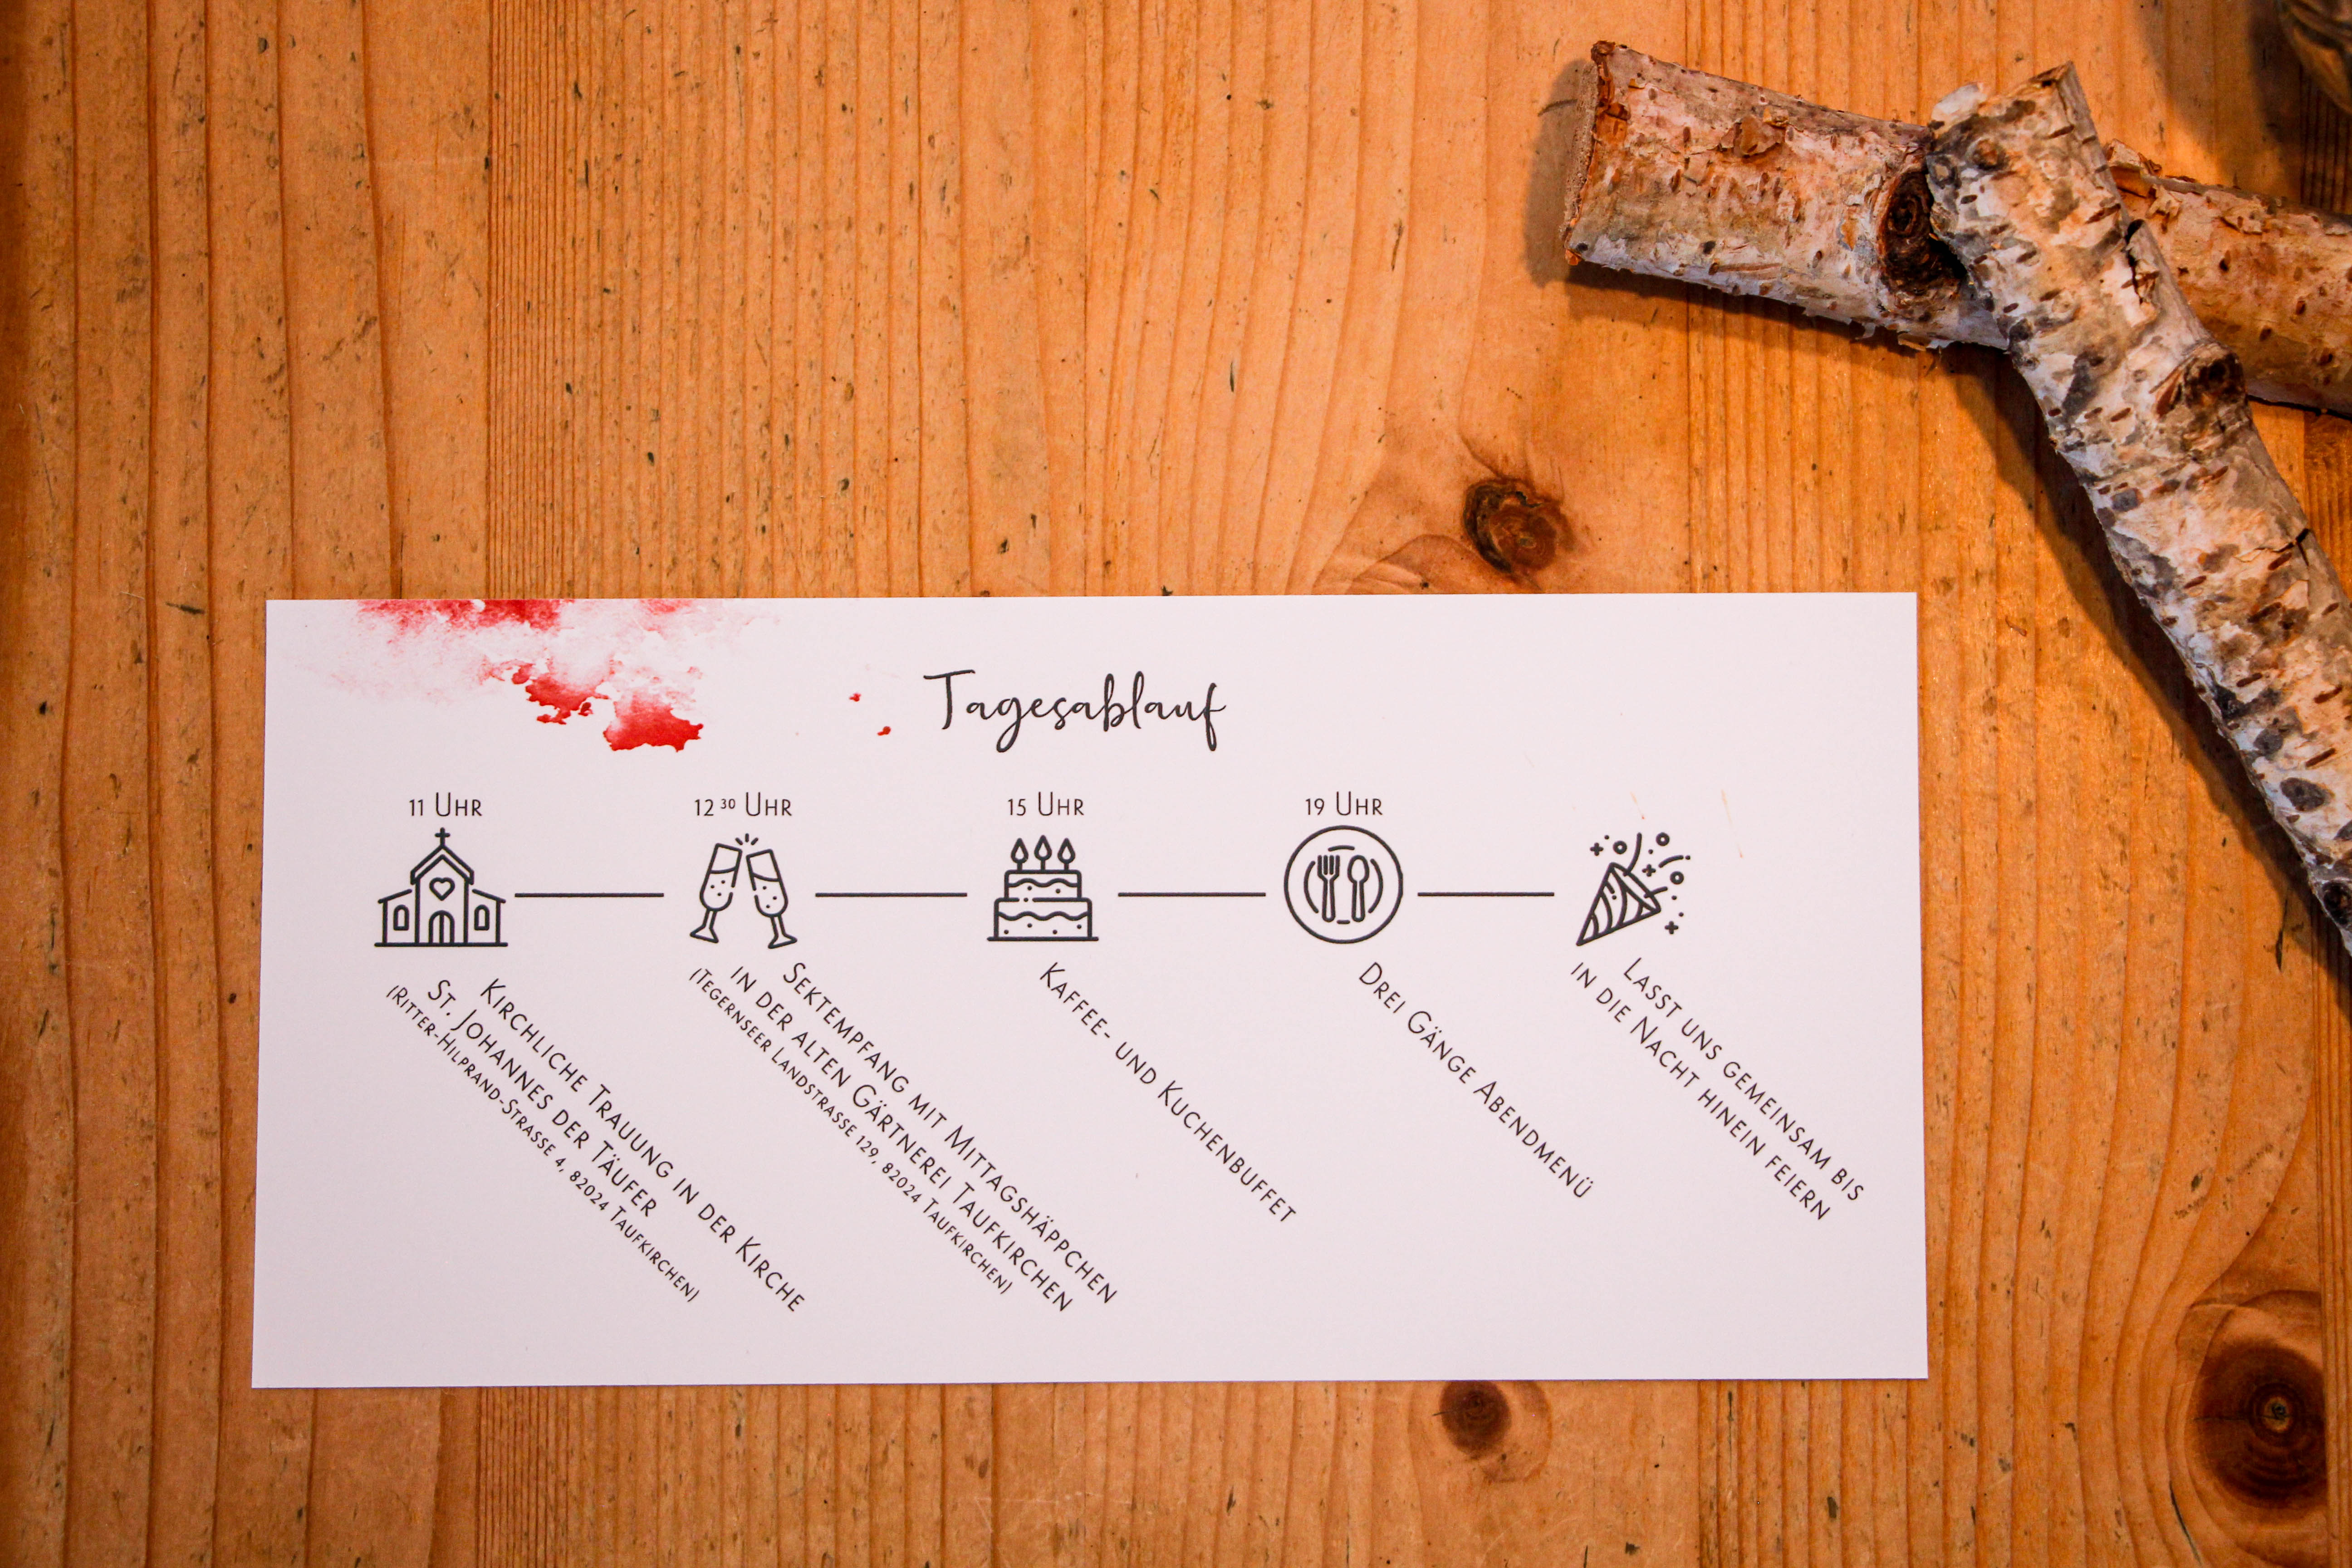 Tagesablauf
11 Uhr
Kirchliche Trauung in der Kirche
St. Johannes der Täufer
(Ritter-Hilprand-Strasse 4, 82024 Taufkirchen)
12 30 Uhr
Sektempfang mit Mittagshäppchen
in der alten Gärtnerei Taufkirchen
(Tegernseer Landstrasse 129, 82024 Taufkirchen)
15 Uhr
Kaffee- und Kuchenbuffet
19 Uhr
Drei Gänge Abendmenü
Lasst uns gemeinsam bis
in die Nacht hinein feiern